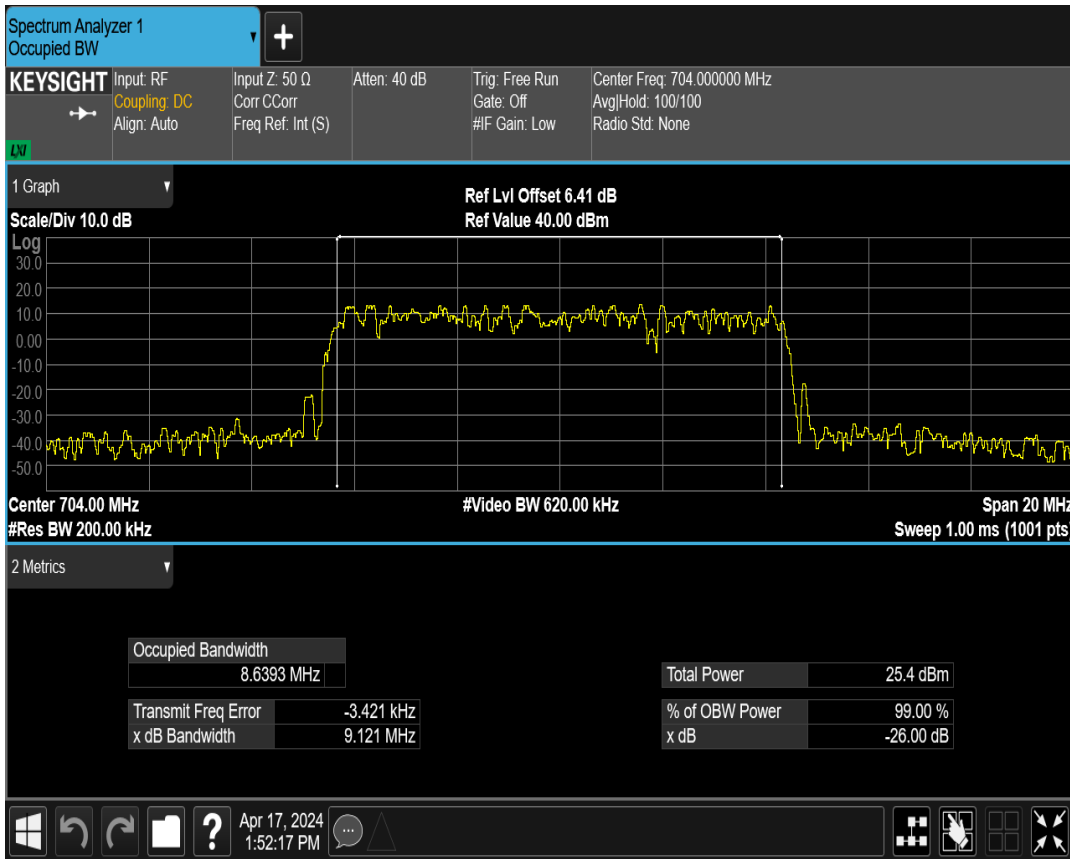 Spectrum Analyzer 1
Occupied BW
+
KEYSIGHT
LXI
Input: RF
Coupling: DC
Align: Auto
Input Z: 50 Ω
Corr CCorr
Freq Ref: Int (S)
Atten: 40 dB
Trig: Free Run
Gate: Off
#IF Gain: Low
Center Freq: 704.000000 MHz
Avg|Hold: 100/100
Radio Std: None
1 Graph
Scale/Div 10.0 dB
Ref Lvl Offset 6.41 dB
Ref Value 40.00 dBm
Log
30.0
20.0
10.0
0.00
-10.0
-20.0
-30.0
-40.0
-50.0
Center 704.00 MHz
#Video BW 620.00 kHz
Span 20 MHz
#Res BW 200.00 kHz
Sweep 1.00 ms (1001 pts)
2 Metrics
Occupied Bandwidth
8.6393 MHz
Total Power 25.4 dBm
Transmit Freq Error -3.421 kHz
% of OBW Power 99.00 %
x dB Bandwidth 9.121 MHz
x dB -26.00 dB
?
Apr 17, 2024
1:52:17 PM